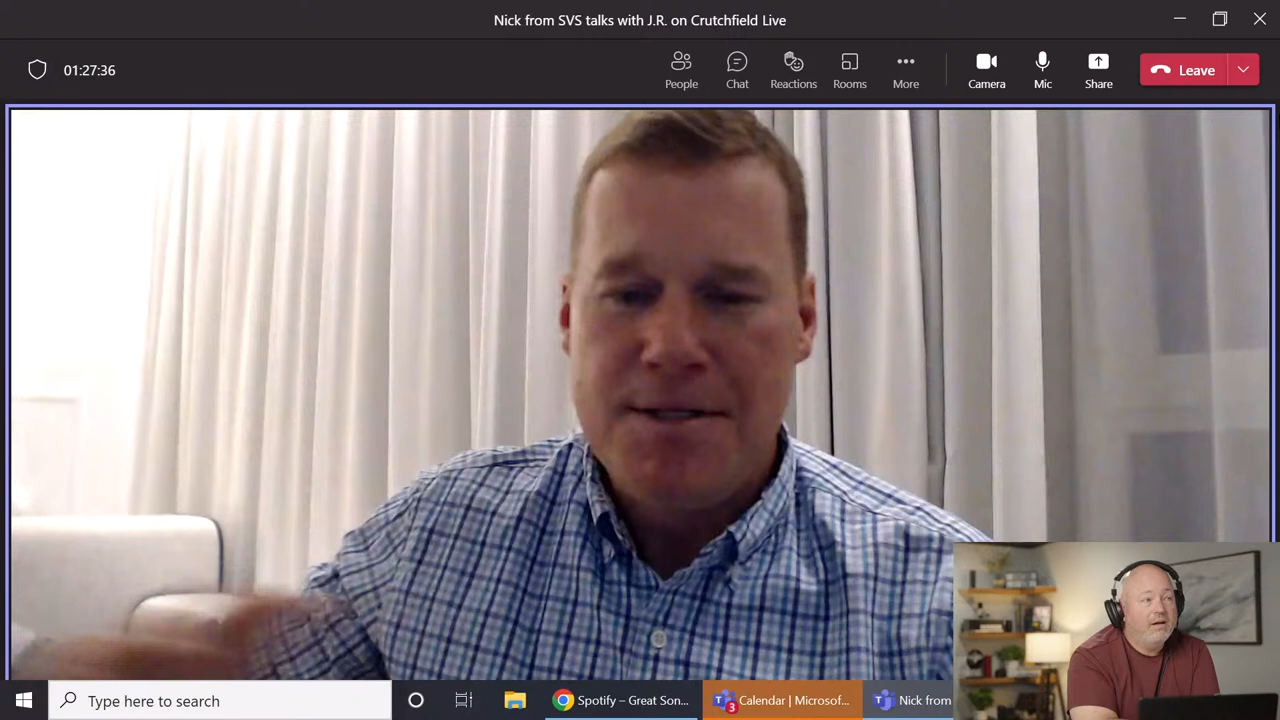 Nick from SVS talks with J.R. on Crutchfield Live
01:27:36
People
Chat
Reactions
Rooms
More
Camera
Mic
Share
Leave
Type here to search
Spotify – Great Son...
3
Calendar | Microsof...
Nick from